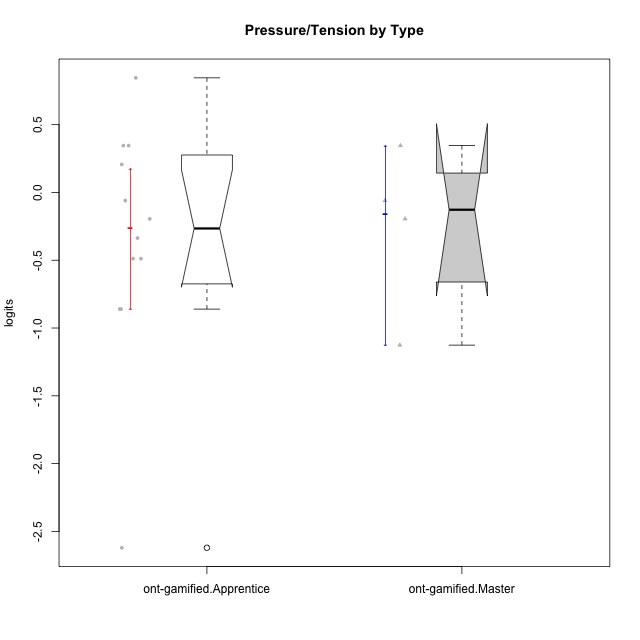 Pressure/Tension by Type
logits
0.5
0.0
-0.5
-1.0
-1.5
-2.0
-2.5
ont-gamified.Apprentice
ont-gamified.Master